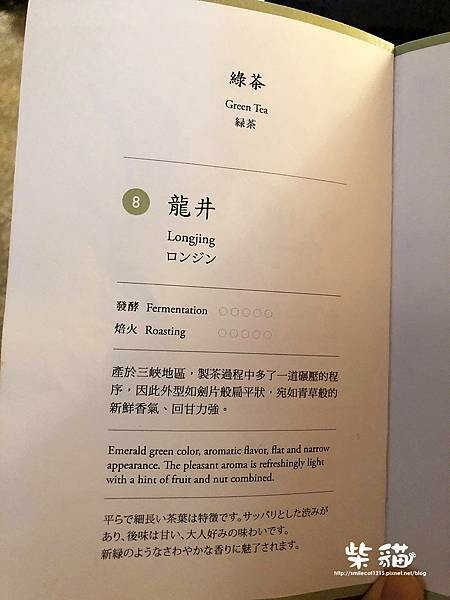 綠茶
Green Tea
緑茶
8 龍井
Longjing
ロンジン
發酵 Fermentation ○○○○○
焙火 Roasting ○○○○○
產於三峽地區，製茶過程中多了一道碾壓的程
序，因此外型如劍片般扁平狀，宛如青草般的
新鮮香氣、回甘力強。
Emerald green color, aromatic flavor, flat and narrow
appearance. The pleasant aroma is refreshingly light
with a hint of fruit and nut combined.
平らで細長い茶葉は特徴です。サッパリとした渋みが
あり、後味は甘い、大人好みの味わいです。
新緑のようなさわやかな香りに魅了されます。
柴貓
http://smilecat1215.pixnet.net/blog